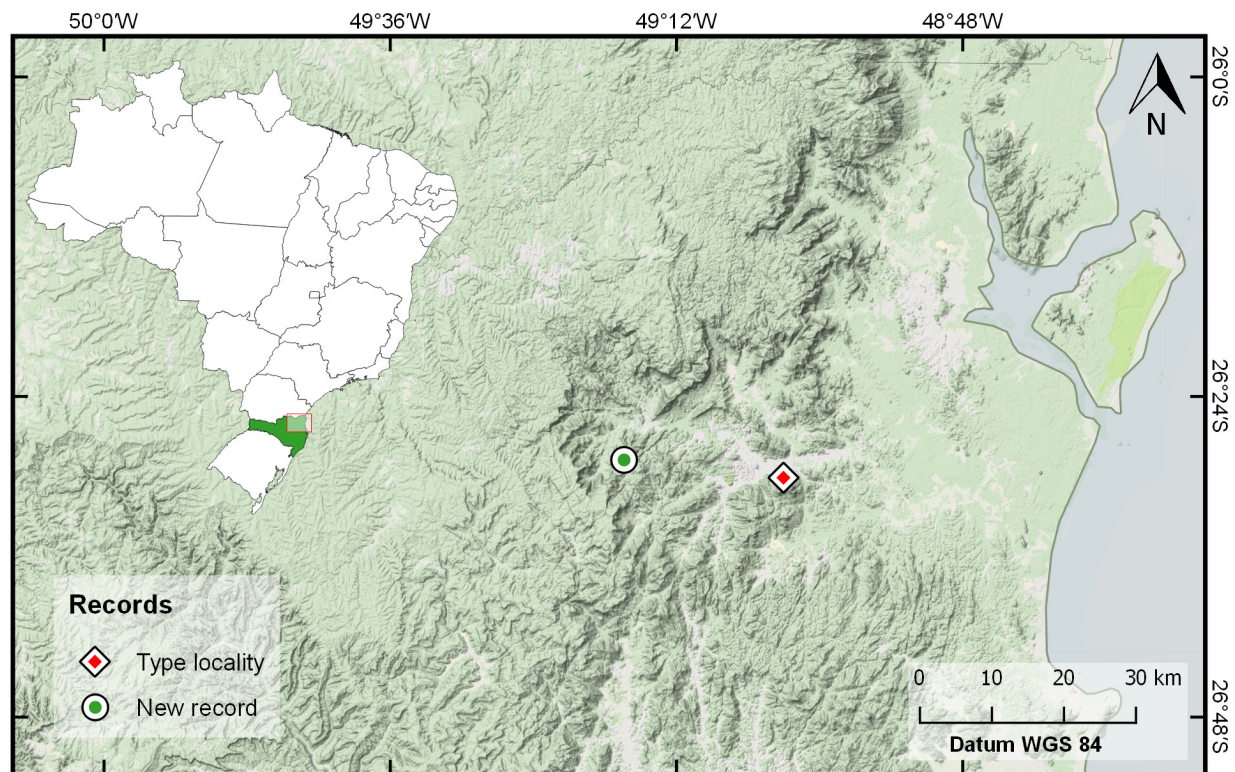 50°0′W 49°36′W 49°12′W 48°48′W
26°0′S
N
26°24′S
Records
Type locality
New record
0 10 20 30 km
Datum WGS 84
26°48′S